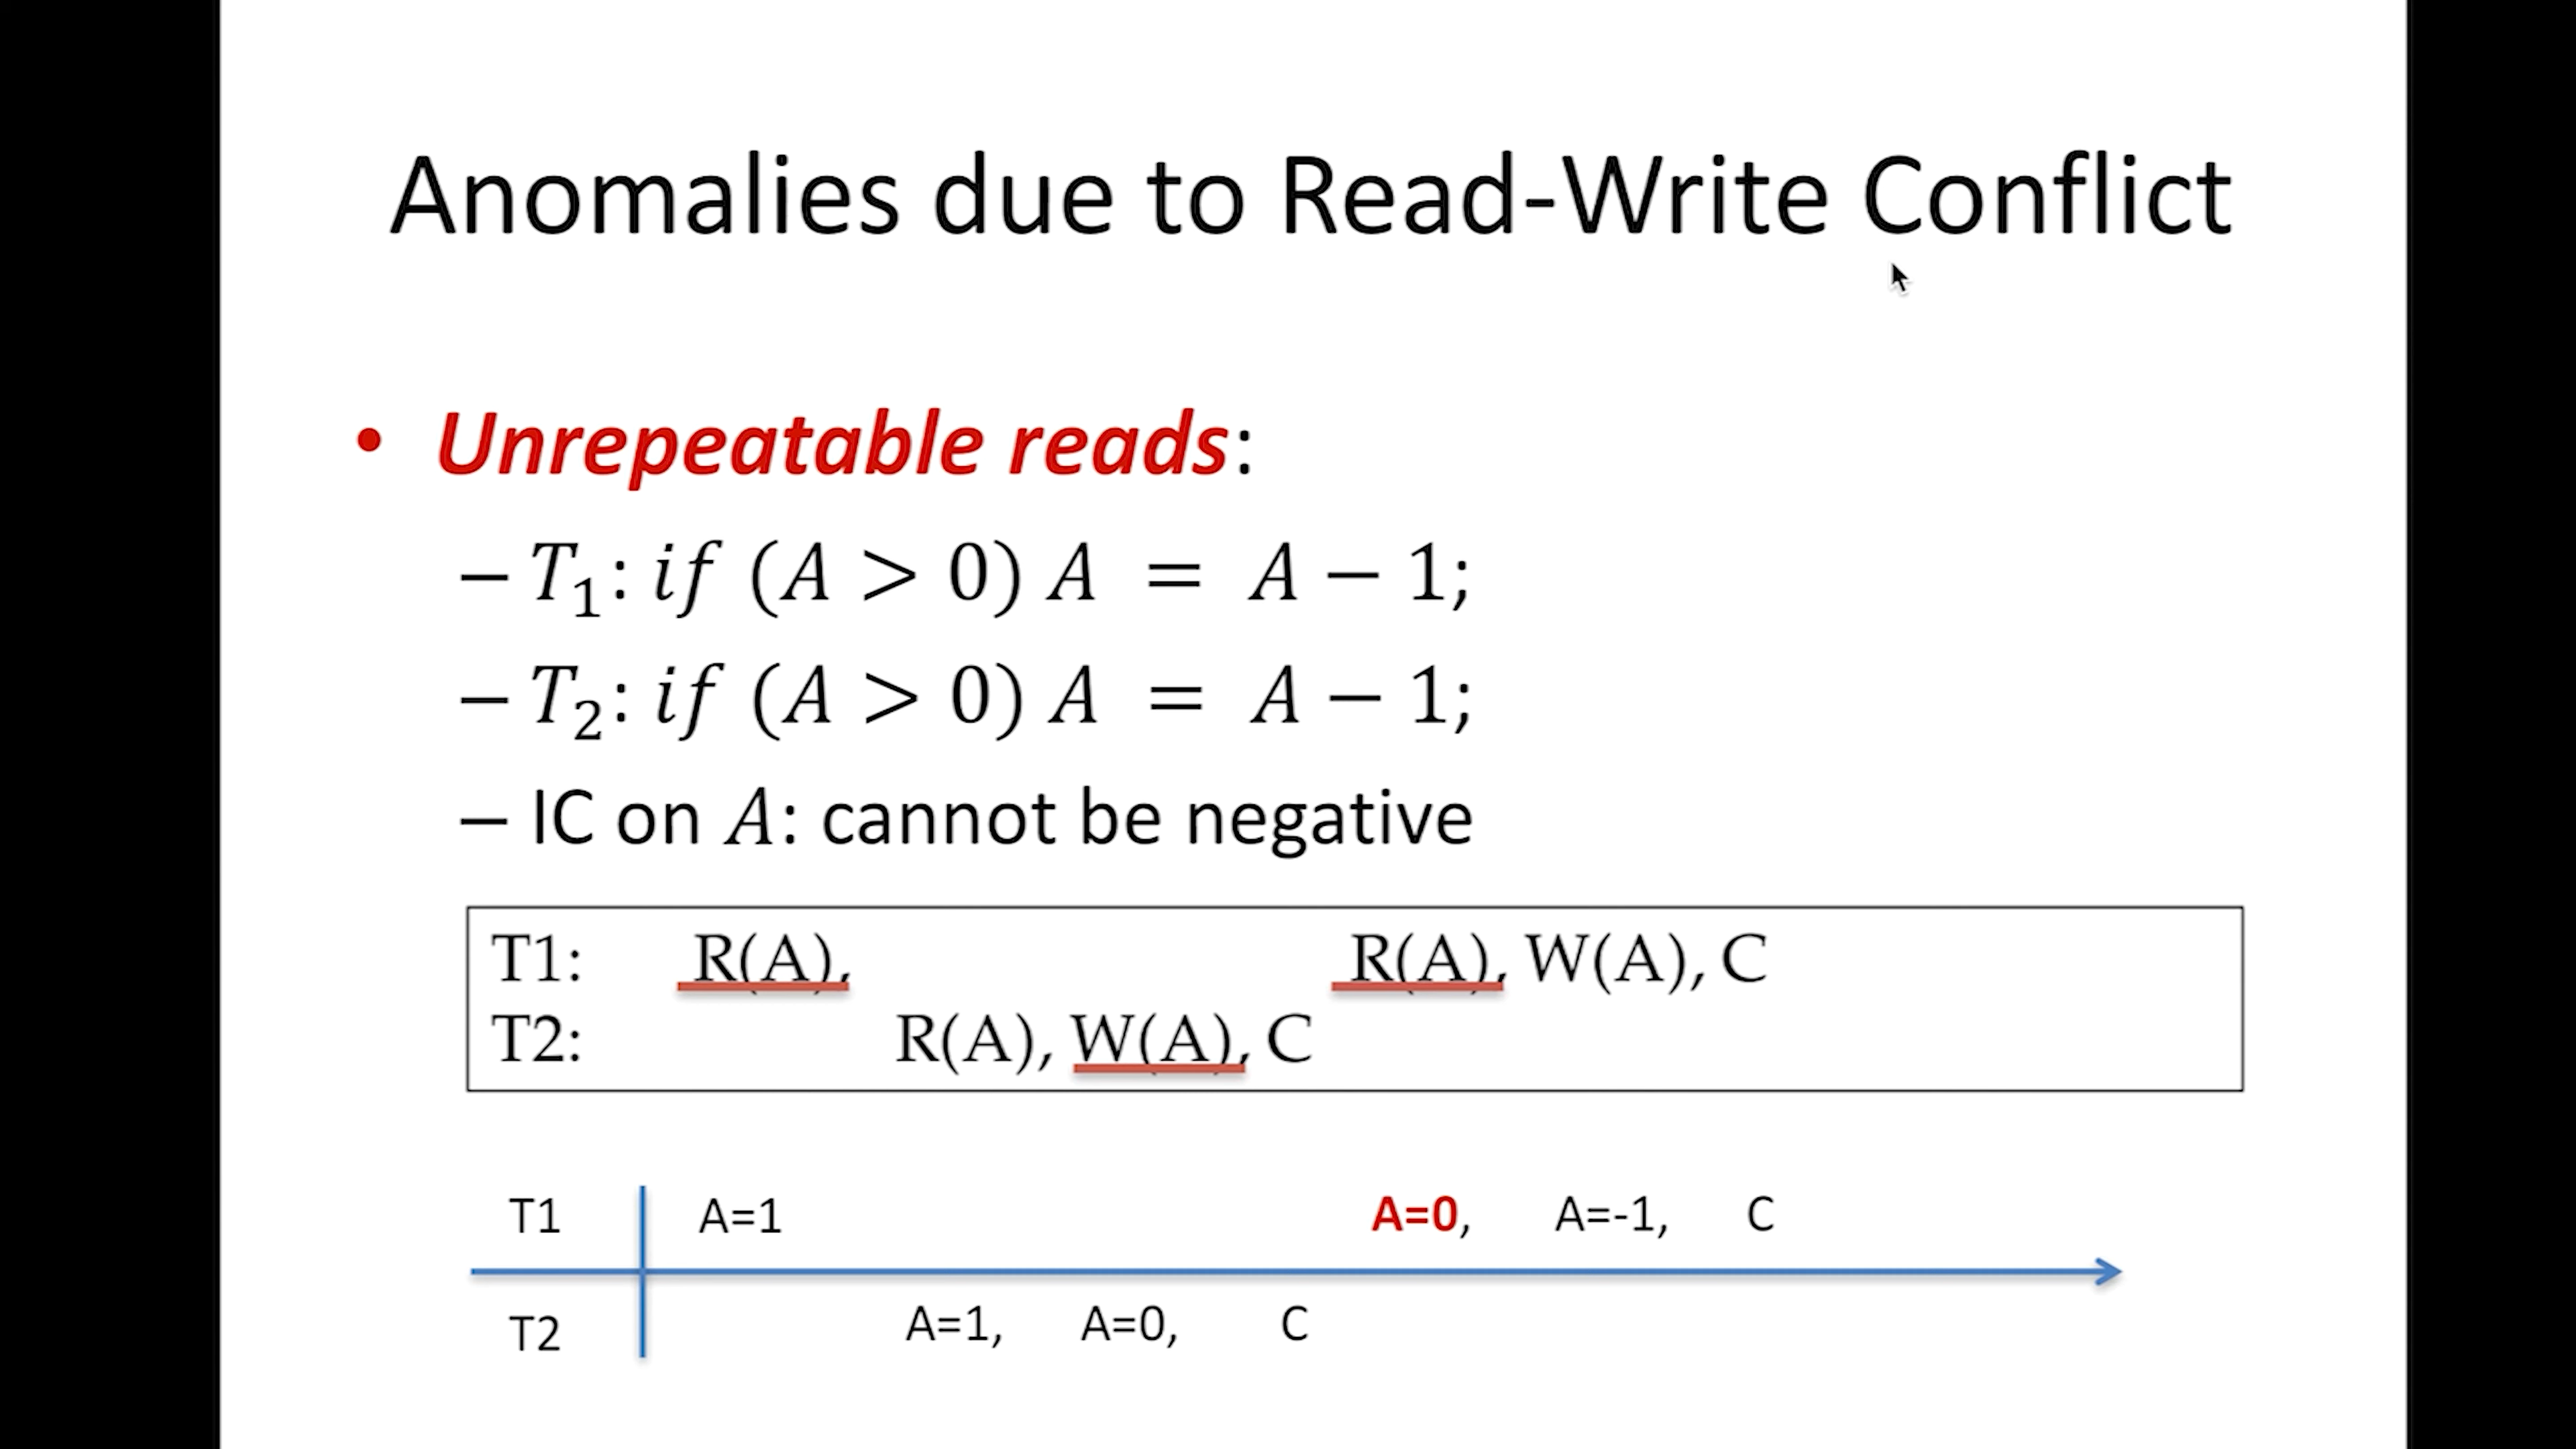 Anomalies due to Read-Write Conflict
• Unrepeatable reads:
– T₁: if (A > 0) A = A − 1;
– T₂: if (A > 0) A = A − 1;
– IC on A: cannot be negative
T1: R(A), R(A), W(A), C
T2: R(A), W(A), C
T1 A=1 A=0, A=-1, C
T2 A=1, A=0, C